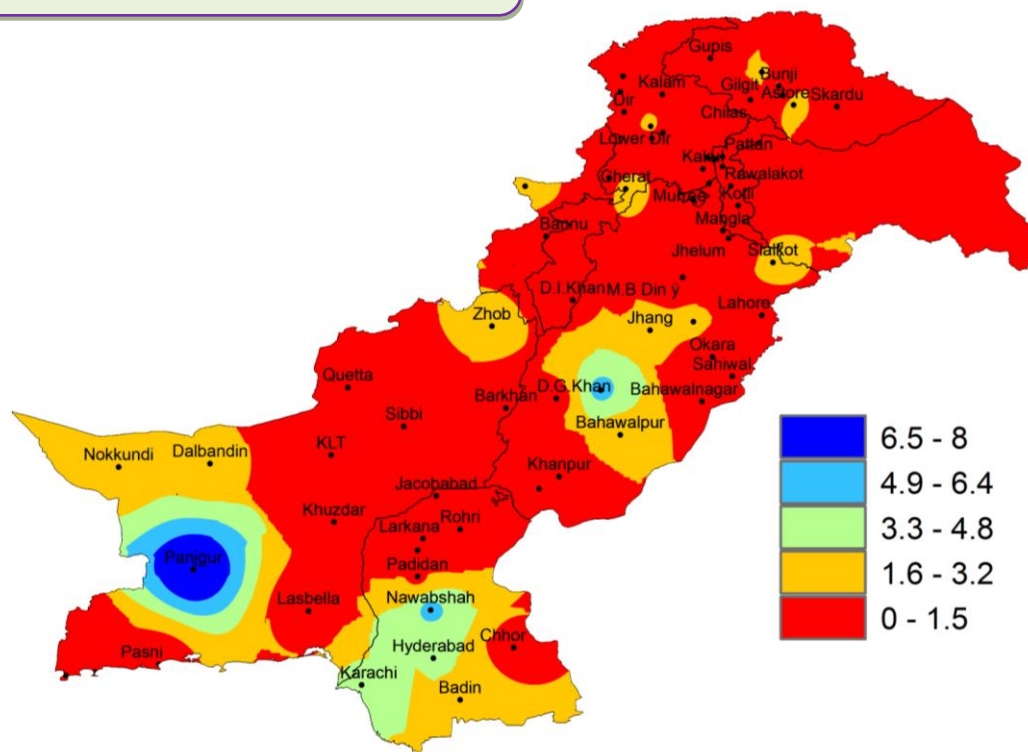 Gupis
Bunji
Kalam
Gilgit
Astore
Skardu
Dir
Chilas
Lower Dir
Pattan
Rawalakot
Cherat
Kotli
Mangla
Bannu
Jhelum
Sialkot
D.I.Khan
M.B Din ÿ
Lahore
Zhob
Jhang
Okara
Sahiwal
Quetta
D.G.Khan
Bahawalnagar
Barkhan
Sibbi
Bahawalpur
KLT
Nokkundi
Dalbandin
Khanpur
Jacobabad
Khuzdar
Larkana
Rohri
Panjgur
Padidan
Lasbella
Nawabshah
Chhor
Hyderabad
Pasni
Karachi
Badin
6.5 - 8
4.9 - 6.4
3.3 - 4.8
1.6 - 3.2
0 - 1.5